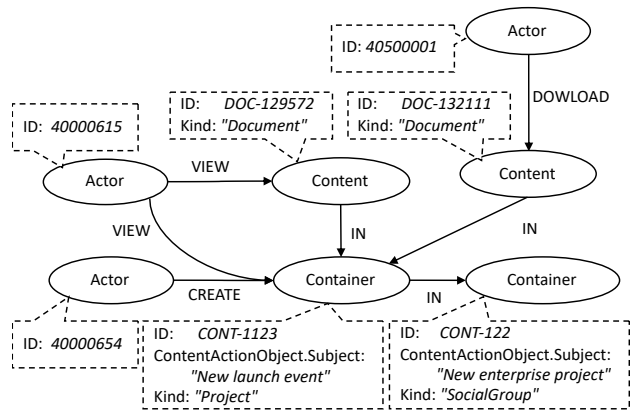 Actor
ID: 40500001
DOWLOAD
ID: DOC-129572
Kind: "Document"
ID: DOC-132111
Kind: "Document"
ID: 40000615
Actor
VIEW
Content
Content
VIEW
IN
IN
Actor
CREATE
Container
IN
Container
ID: 40000654
ID: CONT-1123
ContentActionObject.Subject:
"New launch event"
Kind: "Project"
ID: CONT-122
ContentActionObject.Subject:
"New enterprise project"
Kind: "SocialGroup"